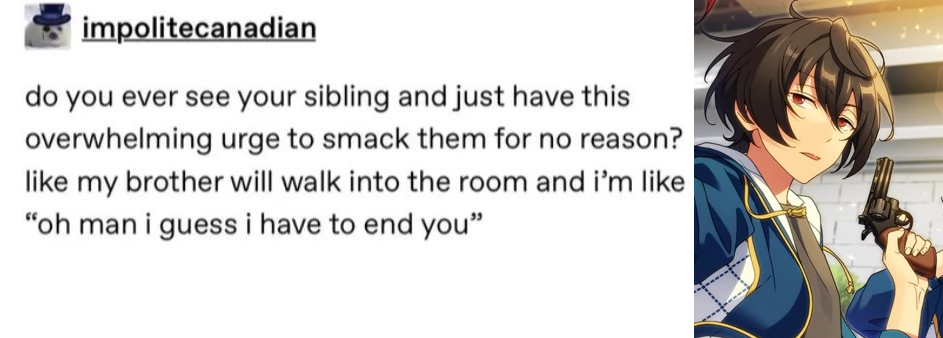 impolitecanadian
do you ever see your sibling and just have this
overwhelming urge to smack them for no reason?
like my brother will walk into the room and i’m like
“oh man i guess i have to end you”